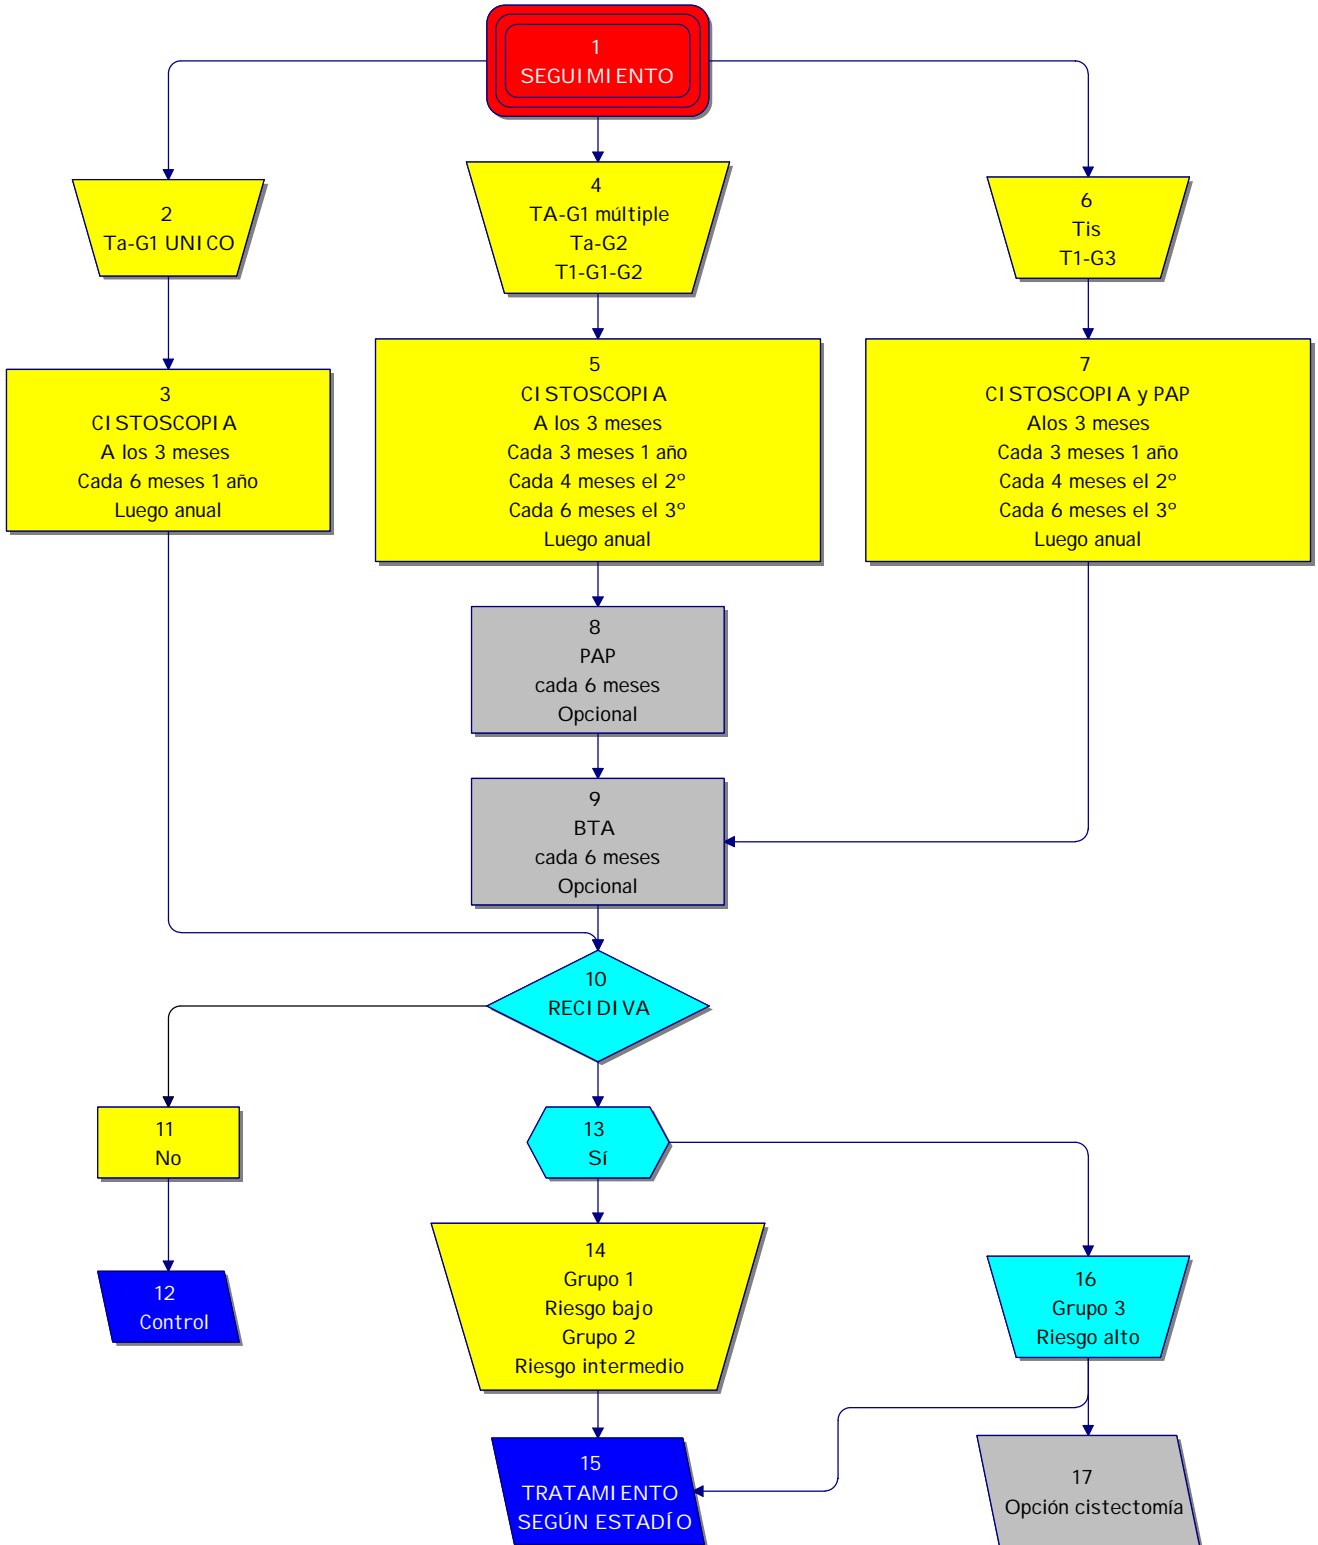 1
SEGUIMIENTO
2
Ta-G1 UNICO
4
TA-G1 múltiple
Ta-G2
T1-G1-G2
6
Tis
T1-G3
3
CISTOSCOPIA
A los 3 meses
Cada 6 meses 1 año
Luego anual
5
CISTOSCOPIA
A los 3 meses
Cada 3 meses 1 año
Cada 4 meses el 2º
Cada 6 meses el 3º
Luego anual
7
CISTOSCOPIA y PAP
Alos 3 meses
Cada 3 meses 1 año
Cada 4 meses el 2º
Cada 6 meses el 3º
Luego anual
8
PAP
cada 6 meses
Opcional
9
BTA
cada 6 meses
Opcional
10
RECIDIVA
11
No
13
Sí
12
Control
14
Grupo 1
Riesgo bajo
Grupo 2
Riesgo intermedio
16
Grupo 3
Riesgo alto
15
TRATAMIENTO
SEGÚN ESTADÍO
17
Opción cistectomía